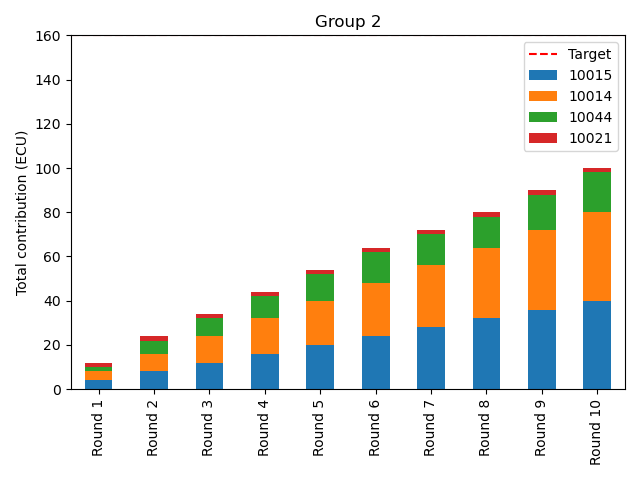 Group 2
Total contribution (ECU)
160
140
120
100
80
60
40
20
0
Target
10015
10014
10044
10021
Round 1
Round 2
Round 3
Round 4
Round 5
Round 6
Round 7
Round 8
Round 9
Round 10